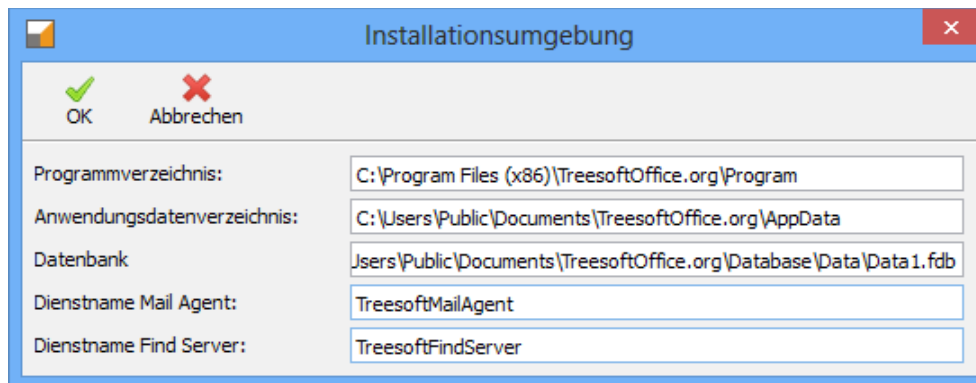 Installationsumgebung
OK Abbrechen
Programmverzeichnis: C:\Program Files (x86)\TreesoftOffice.org\Program
Anwendungsdatenverzeichnis: C:\Users\Public\Documents\TreesoftOffice.org\AppData
Datenbank Jsers\Public\Documents\TreesoftOffice.org\Database\Data\Data1.fdb
Dienstname Mail Agent: TreesoftMailAgent
Dienstname Find Server: TreesoftFindServer